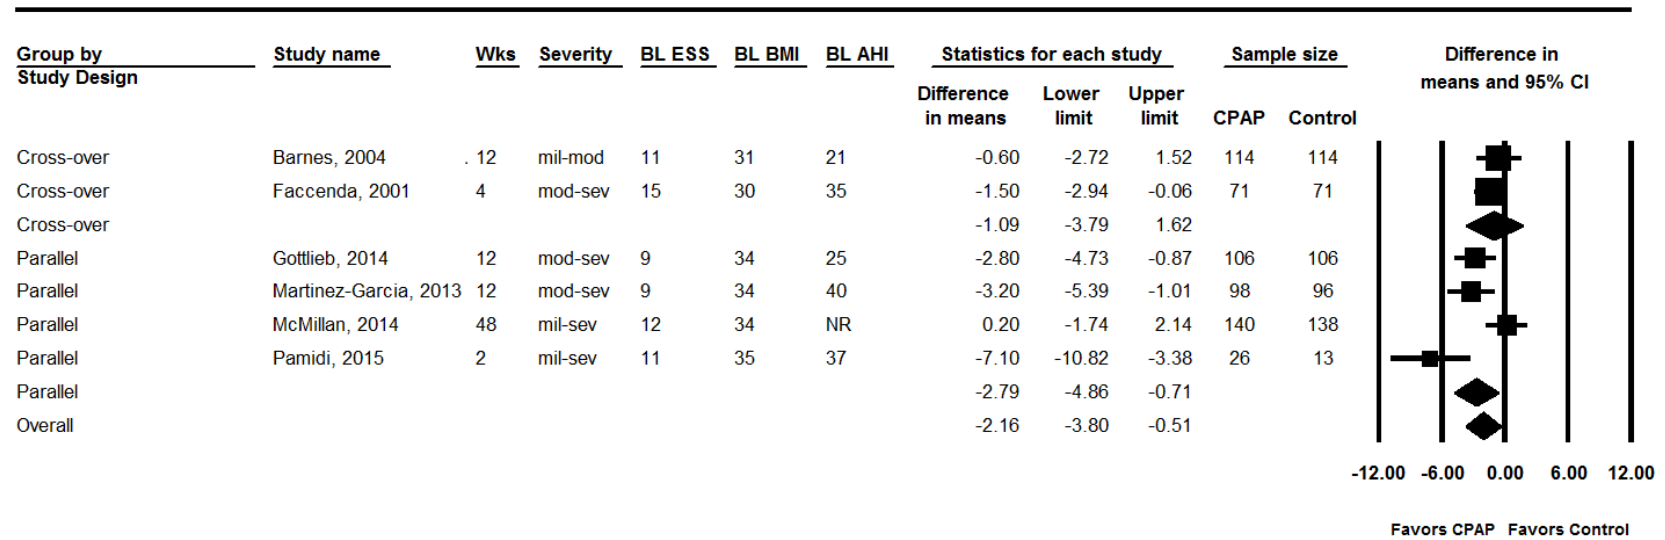 Group by Study name Wks Severity BL ESS BL BMI BL AHI Statistics for each study Sample size Difference in
Study Design means and 95% CI
Difference Lower Upper
in means limit limit CPAP Control
Cross-over Barnes, 2004 . 12 mil-mod 11 31 21 -0.60 -2.72 1.52 114 114
Cross-over Faccenda, 2001 4 mod-sev 15 30 35 -1.50 -2.94 -0.06 71 71
Cross-over -1.09 -3.79 1.62
Parallel Gottlieb, 2014 12 mod-sev 9 34 25 -2.80 -4.73 -0.87 106 106
Parallel Martinez-Garcia, 2013 12 mod-sev 9 34 40 -3.20 -5.39 -1.01 98 96
Parallel McMillan, 2014 48 mil-sev 12 34 NR 0.20 -1.74 2.14 140 138
Parallel Pamidi, 2015 2 mil-sev 11 35 37 -7.10 -10.82 -3.38 26 13
Parallel -2.79 -4.86 -0.71
Overall -2.16 -3.80 -0.51
-12.00 -6.00 0.00 6.00 12.00
Favors CPAP Favors Control